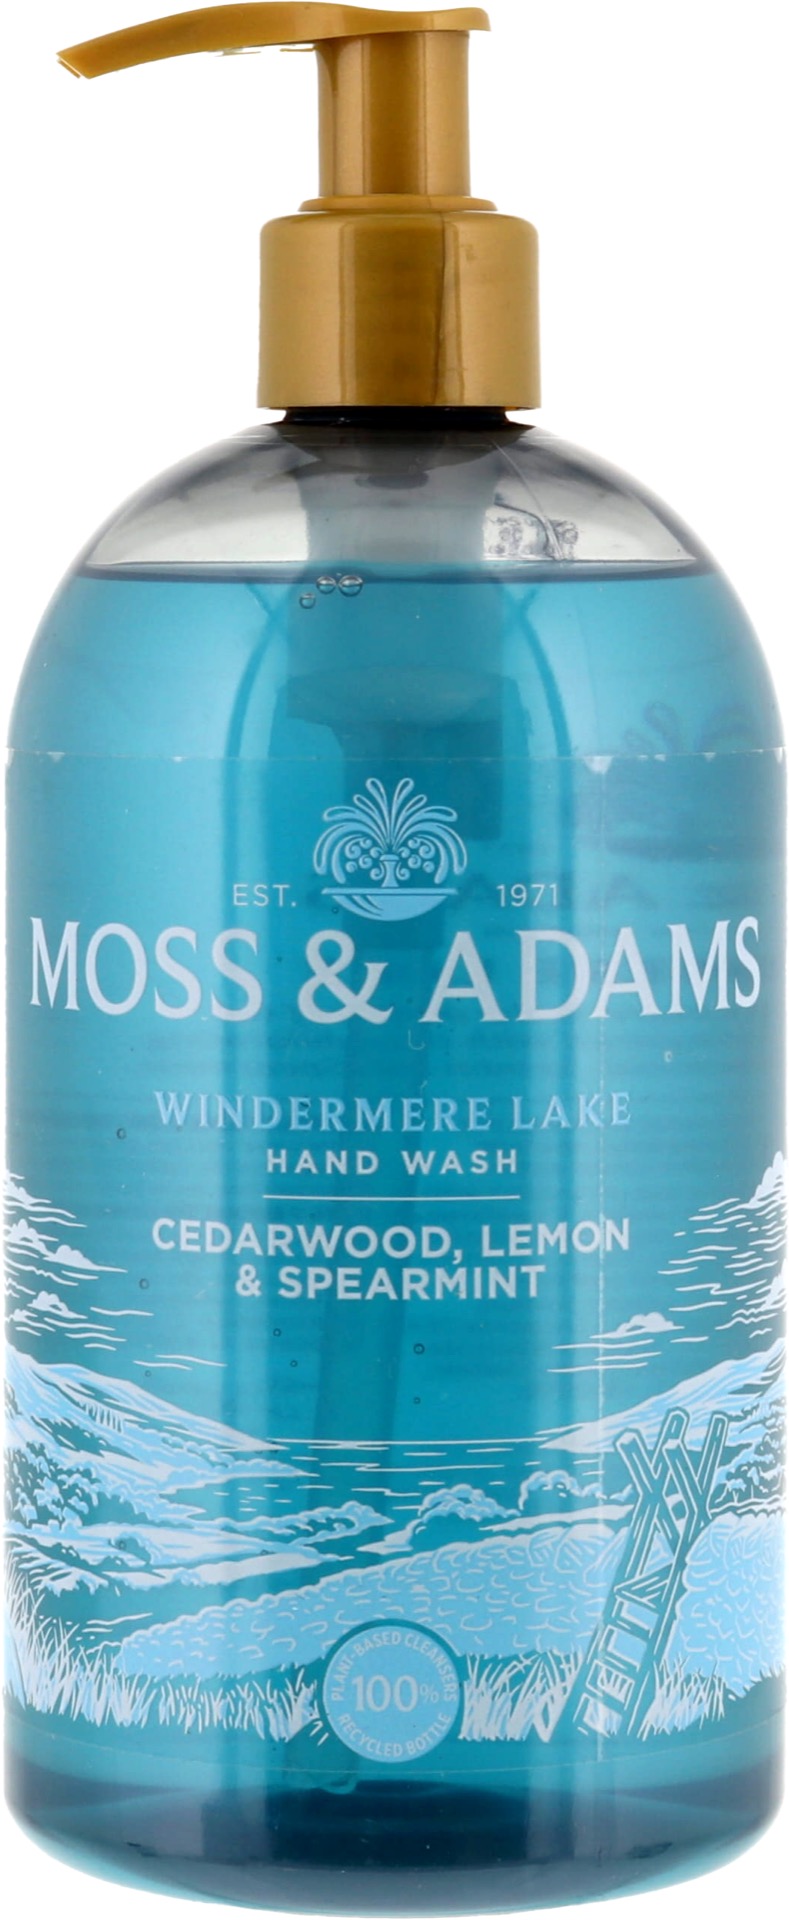 EST. 1971
MOSS & ADAMS
WINDERMERE LAKE
HAND WASH
CEDARWOOD, LEMON
& SPEARMINT
PLANT-BASED CLEANSERS
100%
RECYCLED BOTTLE